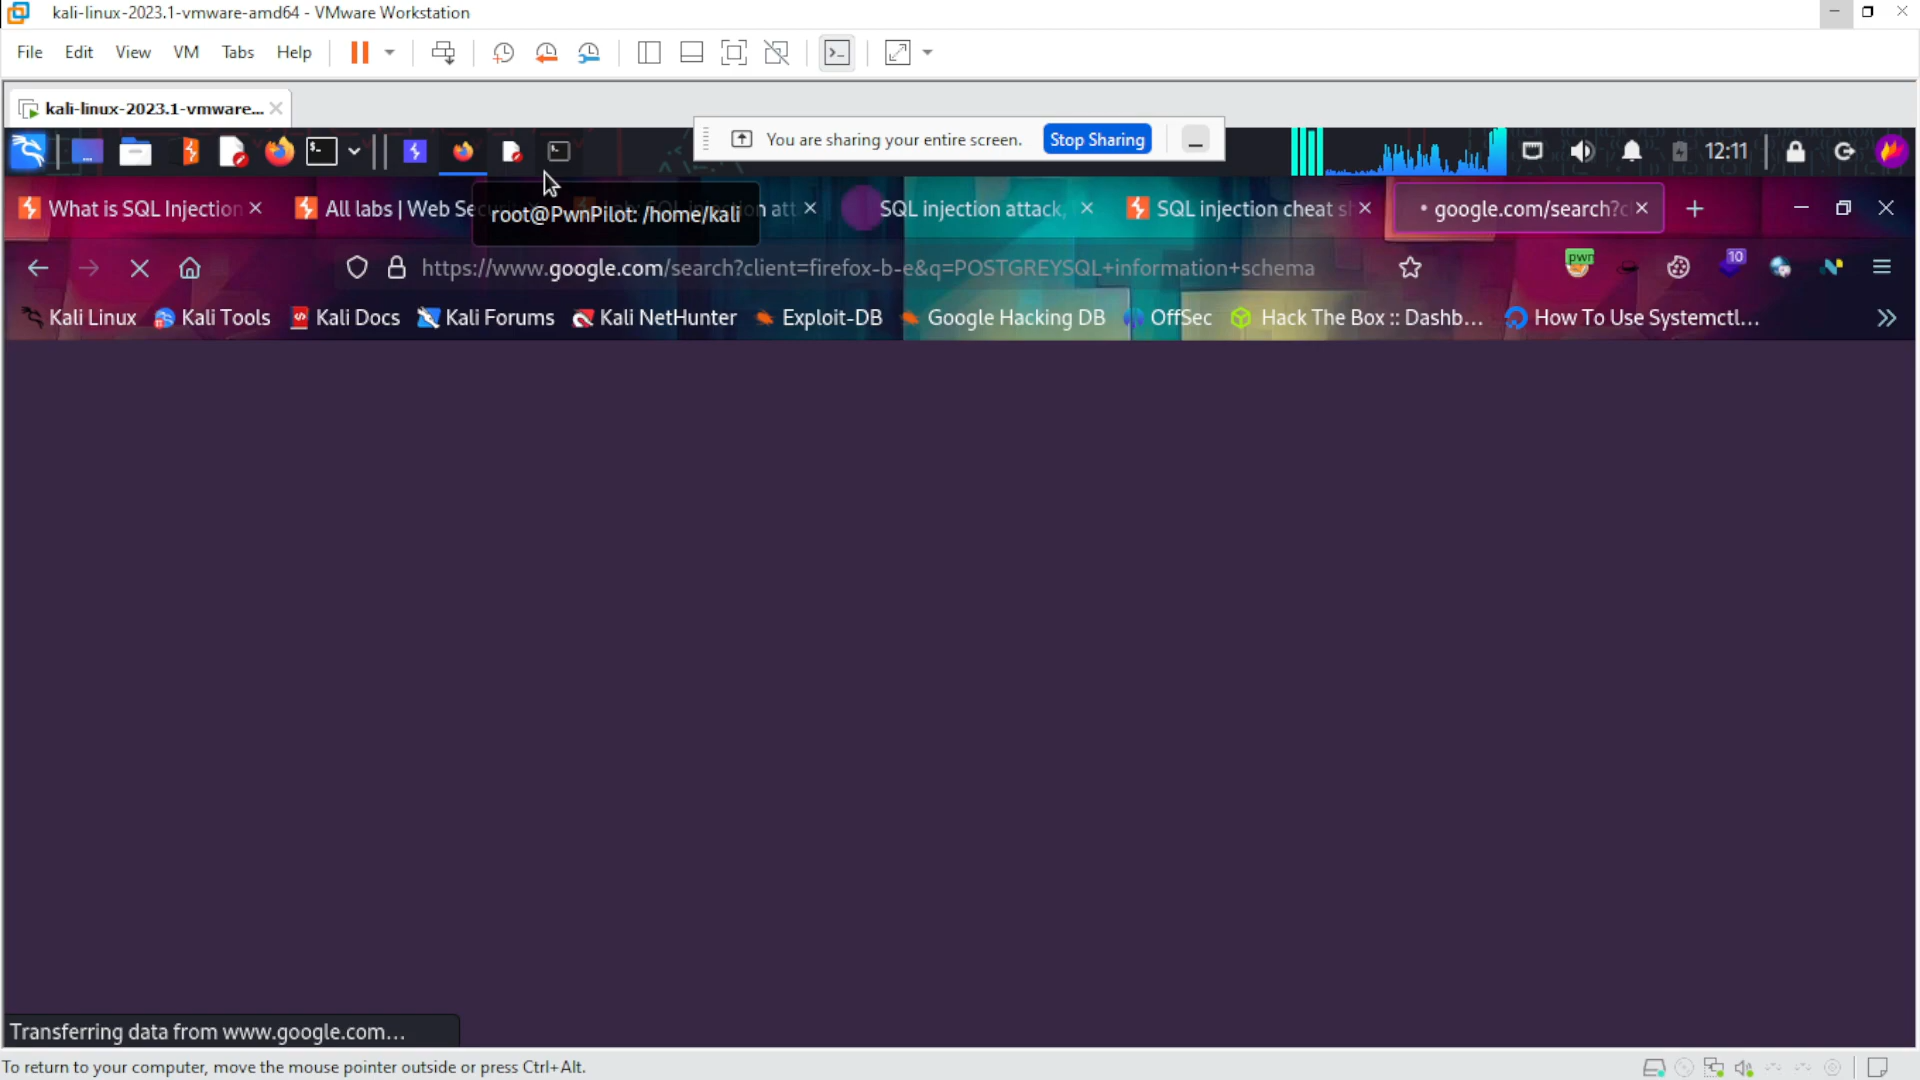 kali-linux-2023.1-vmware-amd64 - VMware Workstation
File Edit View VM Tabs Help
kali-linux-2023.1-vmware...
You are sharing your entire screen. Stop Sharing
12:11
What is SQL Injection
All labs | Web Se
root@PwnPilot: /home/kali
SQL injection attack,
SQL injection cheat s
google.com/search?c
https://www.google.com/search?client=firefox-b-e&q=POSTGREYSQL+information+schema
pwn
10
Kali Linux Kali Tools Kali Docs Kali Forums Kali NetHunter Exploit-DB Google Hacking DB OffSec Hack The Box :: Dashb... How To Use Systemctl...
Transferring data from www.google.com...
To return to your computer, move the mouse pointer outside or press Ctrl+Alt.